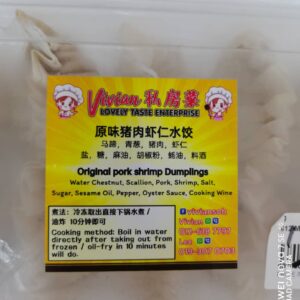 Vivian 私房菜
LOVELY TASTE ENTERPRISE
原味猪肉虾仁水饺
马蹄，青葱，猪肉，虾仁
盐，糖，麻油，胡椒粉，蚝油，料酒
Original pork shrimp Dumplings
Water Chestnut, Scallion, Pork, Shrimp, Salt,
Sugar, Sesame Oil, Pepper, Oyster Sauce, Cooking Wine
煮法：冷冻取出直接下锅水煮/
油炸 10分钟即可
Cooking method: Boil in water
directly after taking out from
frozen / oil-fry in 10 minutes
will do.
viviansoh
Vivian
Lee